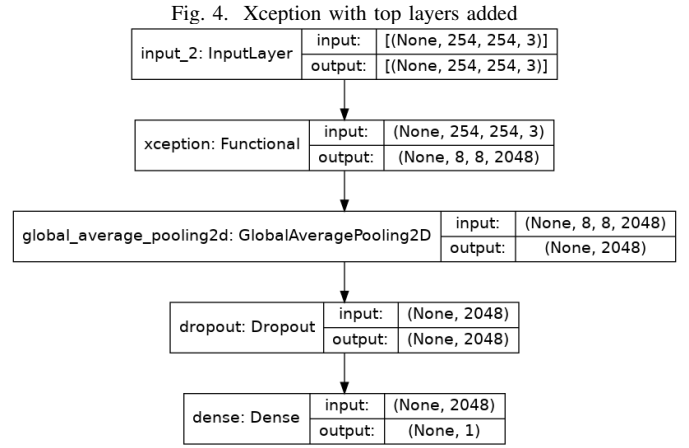 Fig. 4. Xception with top layers added
input_2: InputLayer
input: [(None, 254, 254, 3)]
output: [(None, 254, 254, 3)]
xception: Functional
input: (None, 254, 254, 3)
output: (None, 8, 8, 2048)
global_average_pooling2d: GlobalAveragePooling2D
input: (None, 8, 8, 2048)
output: (None, 2048)
dropout: Dropout
input: (None, 2048)
output: (None, 2048)
dense: Dense
input: (None, 2048)
output: (None, 1)